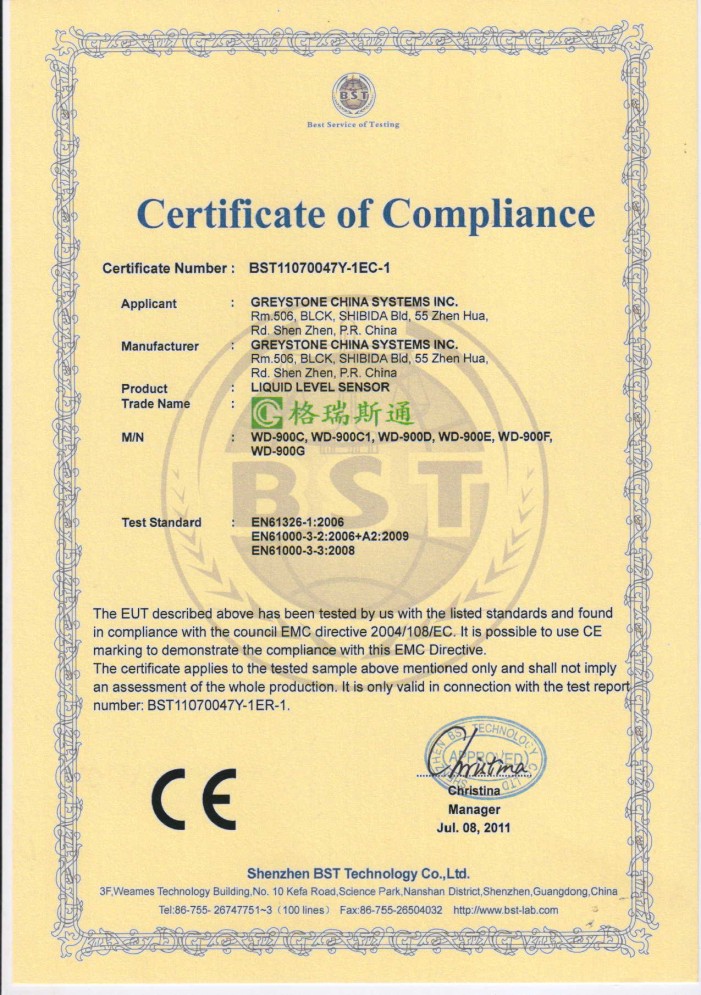 BST
Best Service of Testing
Certificate of Compliance
Certificate Number : BST11070047Y-1EC-1
Applicant : GREYSTONE CHINA SYSTEMS INC.
Rm.506, BLCK, SHIBIDA Bld, 55 Zhen Hua,
Rd. Shen Zhen, P.R. China
Manufacturer : GREYSTONE CHINA SYSTEMS INC.
Rm.506, BLCK, SHIBIDA Bld, 55 Zhen Hua,
Rd. Shen Zhen, P.R. China
Product : LIQUID LEVEL SENSOR
Trade Name : 格瑞斯通
M/N : WD-900C, WD-900C1, WD-900D, WD-900E, WD-900F,
WD-900G
BST
Test Standard : EN61326-1:2006
EN61000-3-2:2006+A2:2009
EN61000-3-3:2008
The EUT described above has been tested by us with the listed standards and found
in compliance with the council EMC directive 2004/108/EC. It is possible to use CE
marking to demonstrate the compliance with this EMC Directive.
The certificate applies to the tested sample above mentioned only and shall not imply
an assessment of the whole production. It is only valid in connection with the test report
number: BST11070047Y-1ER-1.
SHENZHEN BST TECHNOLOGY CO.,LTD
APPROVED
Christina
CE
Christina
Manager
Jul. 08, 2011
Shenzhen BST Technology Co.,Ltd.
3F,Weames Technology Building,No. 10 Kefa Road,Science Park,Nanshan District,Shenzhen,Guangdong,China
Tel:86-755- 26747751~3（100 lines） Fax:86-755-26504032 http://www.bst-lab.com